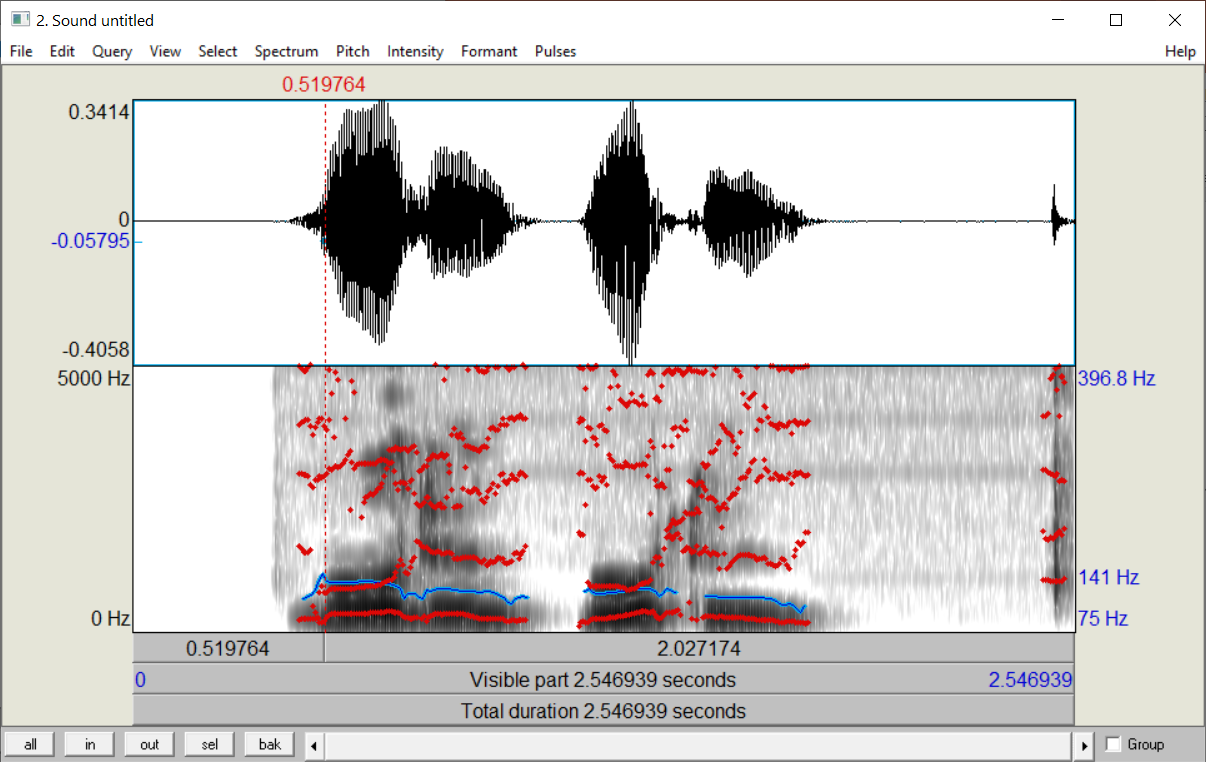 2. Sound untitled
File Edit Query View Select Spectrum Pitch Intensity Formant Pulses Help
0.519764
0.3414
0
-0.05795
-0.4058
5000 Hz 396.8 Hz
141 Hz
0 Hz 75 Hz
0.519764 2.027174
0 Visible part 2.546939 seconds 2.546939
Total duration 2.546939 seconds
all in out sel bak Group